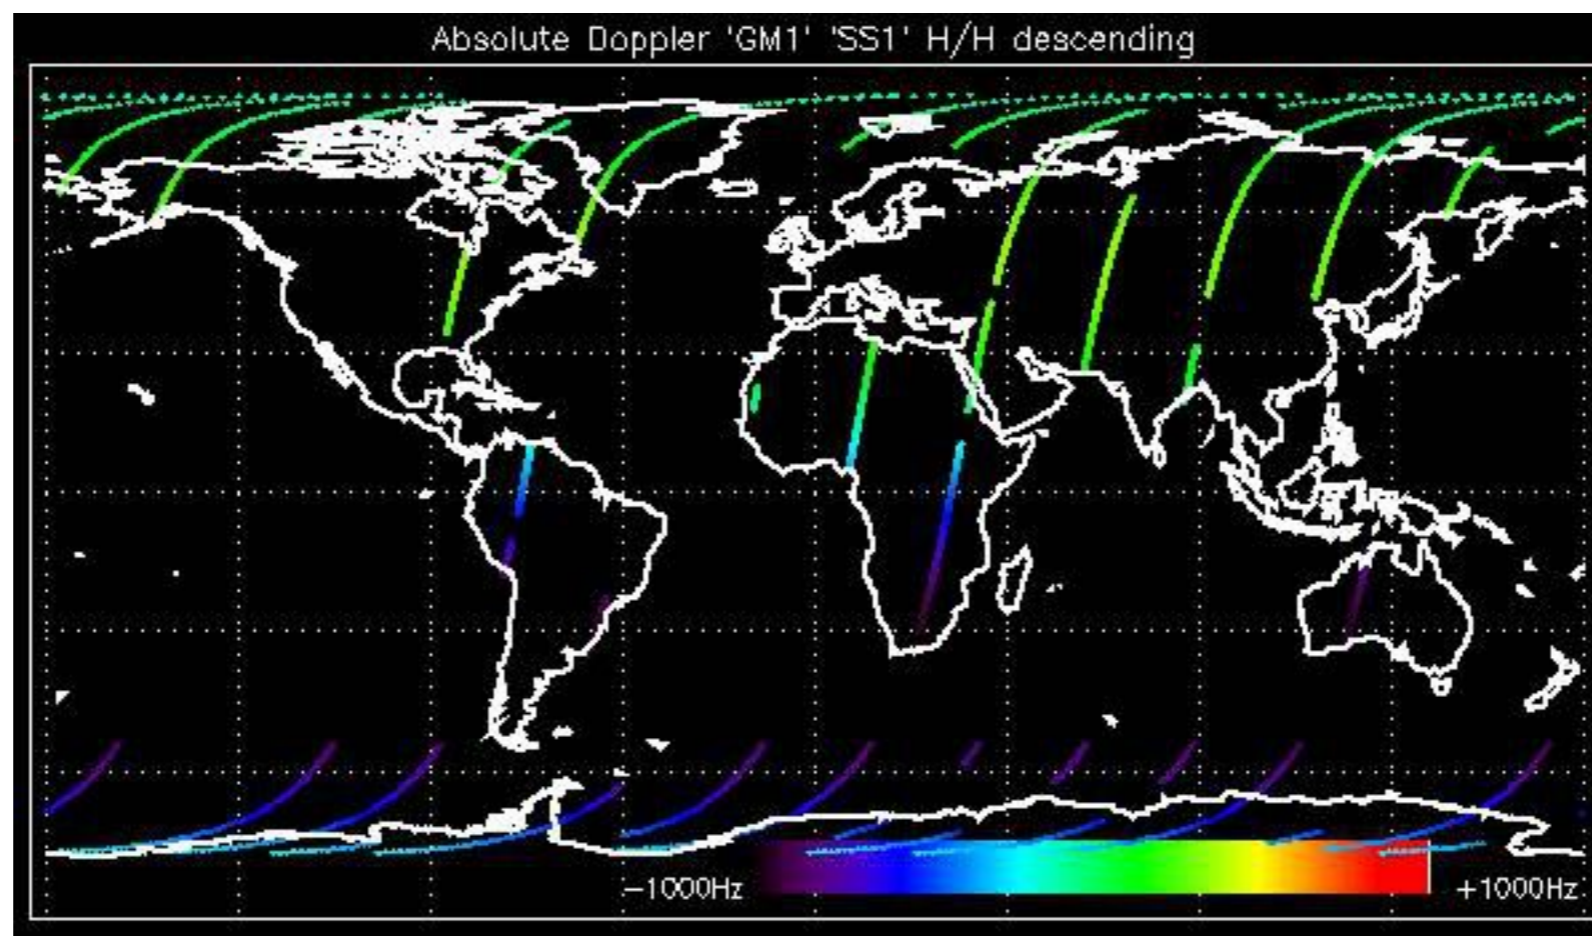 Absolute Doppler 'GM1' 'SS1' H/H descending
-1000Hz
+1000Hz